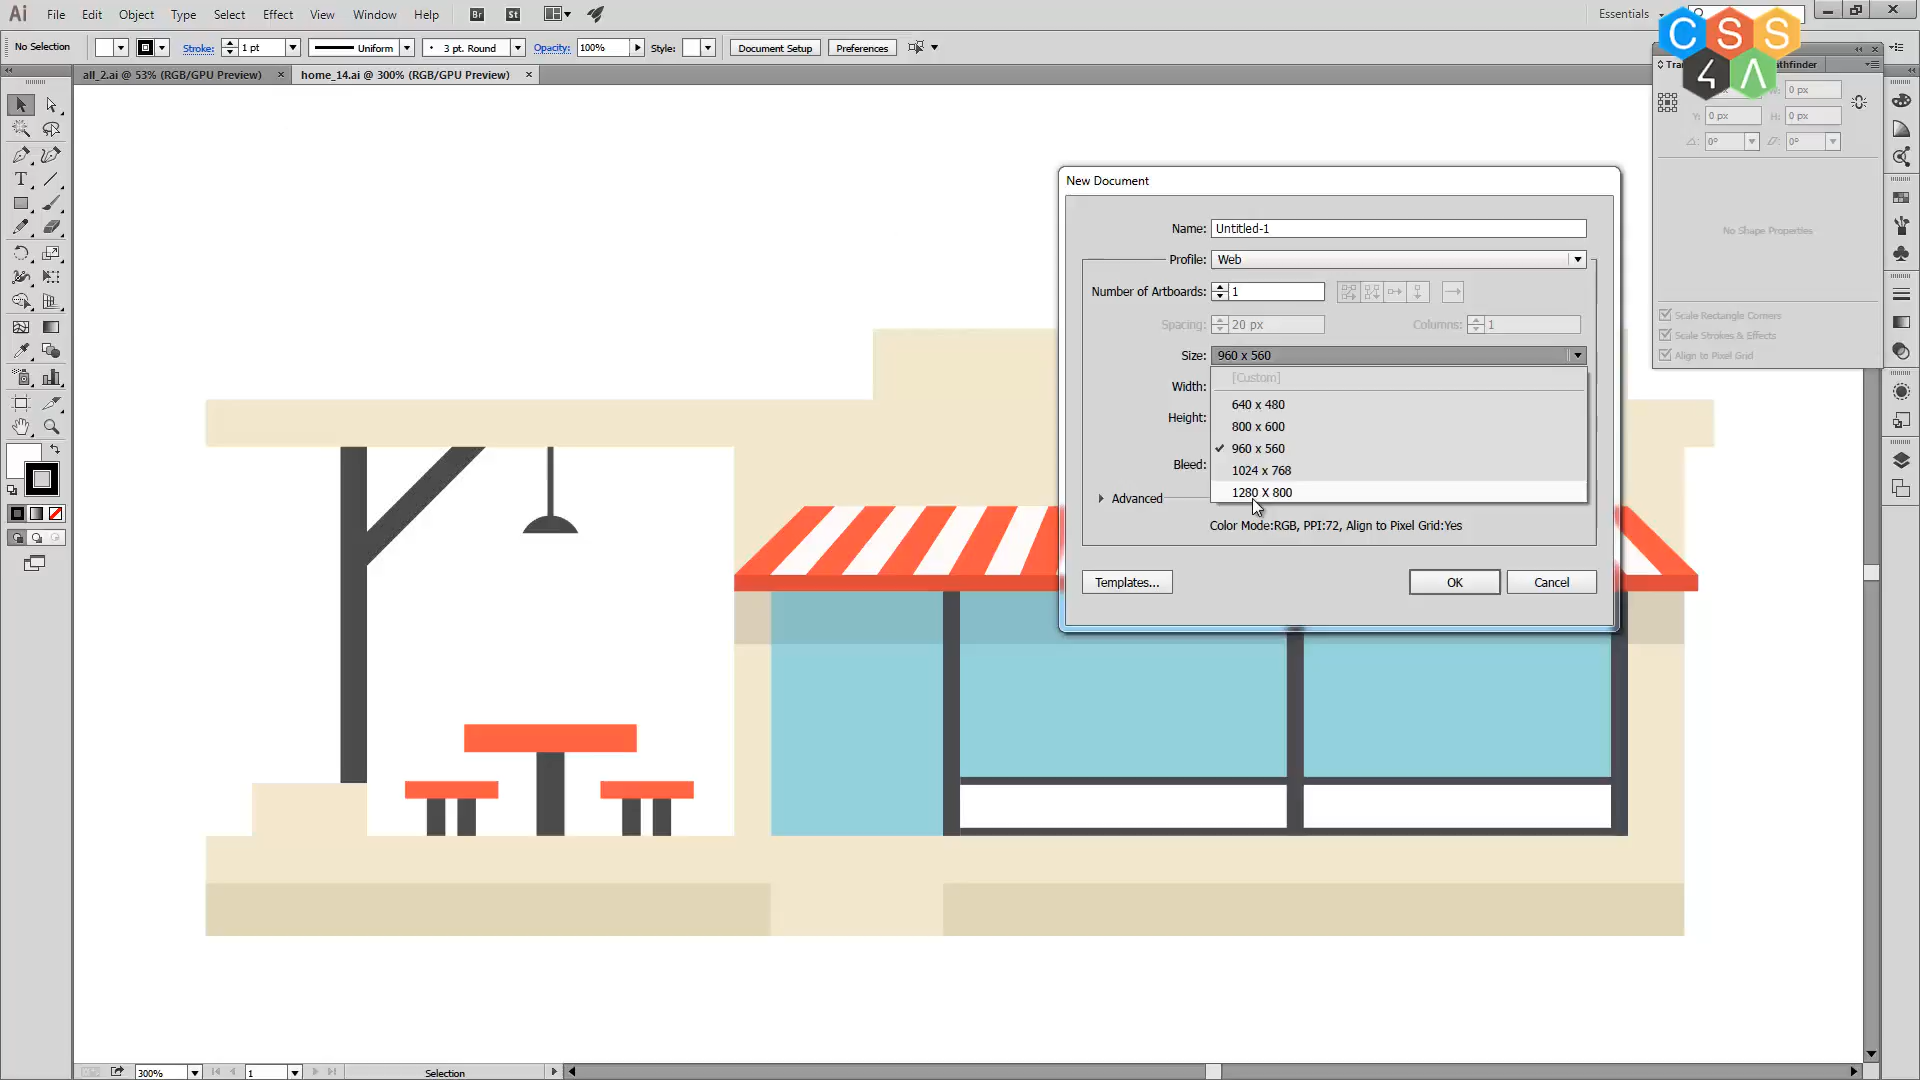 Ai File Edit Object Type Select Effect View Window Help Br St Essentials
No Selection Stroke: 1 pt Uniform 3 pt. Round Opacity: 100% Style: Document Setup Preferences
CSS
4
all_2.ai @ 53% (RGB/GPU Preview) × home_14.ai @ 300% (RGB/GPU Preview) ×
0 px
Y: 0 px H: 0 px
0° 0°
No Shape Properties
Scale Rectangle Corners
Scale Strokes & Effects
Align to Pixel Grid
New Document
Name: Untitled-1
Profile: Web
Number of Artboards: 1
Spacing: 20 px Columns: 1
Size: 960 x 560
[Custom]
Width:
640 x 480
Height:
800 x 600
960 x 560
Bleed:
1024 x 768
1280 X 800
Advanced
Color Mode:RGB, PPI:72, Align to Pixel Grid:Yes
Templates... OK Cancel
300% 1 Selection